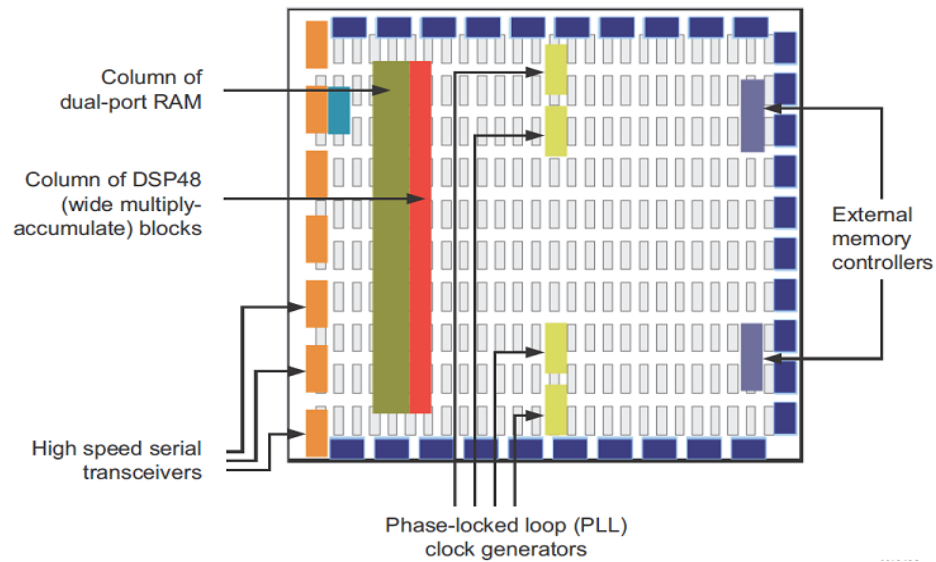 Column of
dual-port RAM
Column of DSP48
(wide multiply-
accumulate) blocks
External
memory
controllers
High speed serial
transceivers
Phase-locked loop (PLL)
clock generators